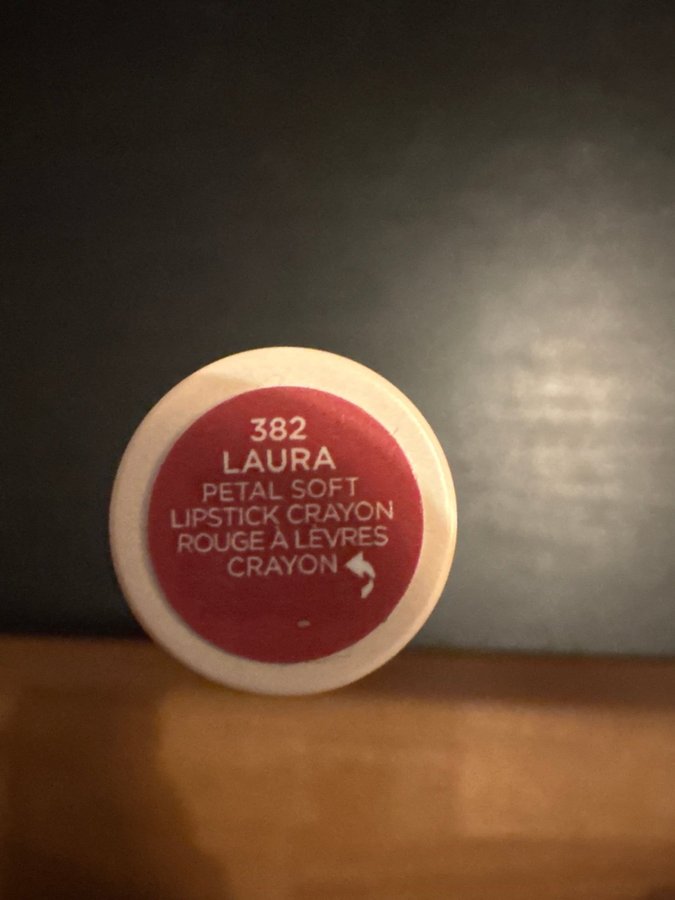 382
LAURA
PETAL SOFT
LIPSTICK CRAYON
ROUGE À LÈVRES
CRAYON